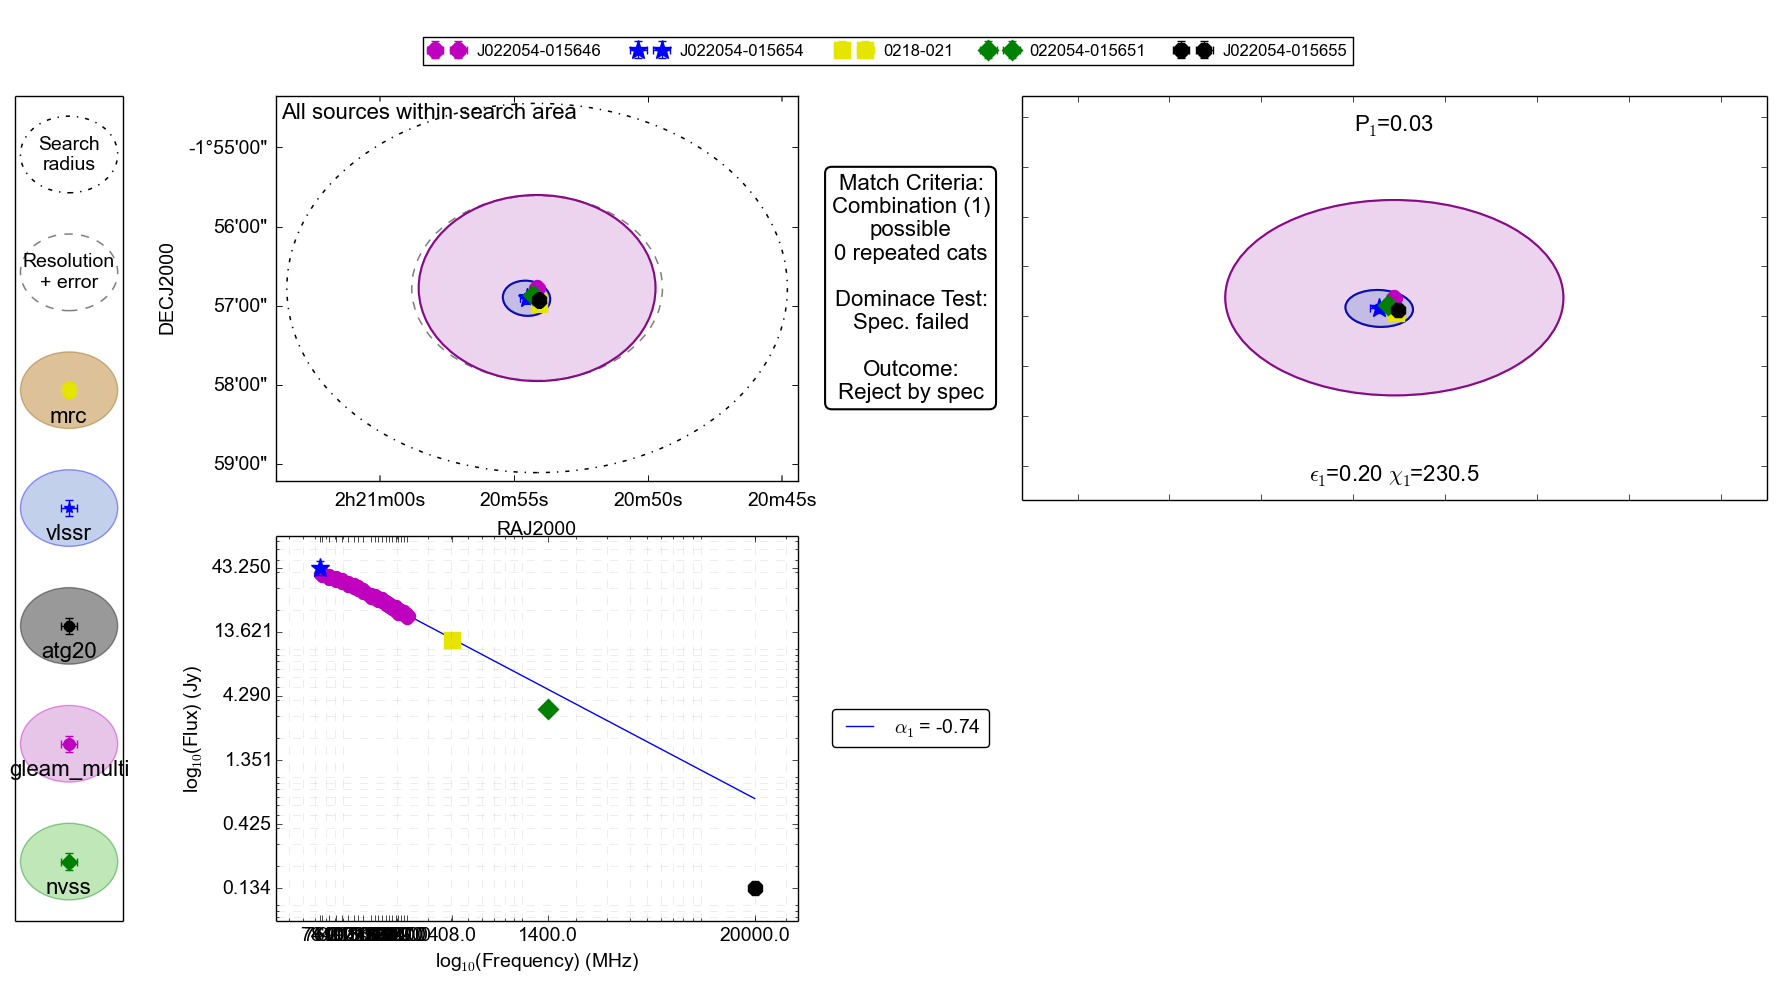 J022054-015646 J022054-015654 0218-021 022054-015651 J022054-015655
Search
radius
Resolution
+ error
mrc
vlssr
atg20
gleam_multi
nvss
All sources within search area
DECJ2000
-1°55'00"
56'00"
57'00"
58'00"
59'00"
2h21m00s 20m55s 20m50s 20m45s
RAJ2000
Match Criteria:
Combination (1)
possible
0 repeated cats
Dominace Test:
Spec. failed
Outcome:
Reject by spec
P₁=0.03
ϵ₁=0.20 χ₁=230.5
log₁₀(Flux) (Jy)
43.250
13.621
4.290
1.351
0.425
0.134
408.0 1400.0 20000.0
log₁₀(Frequency) (MHz)
α₁ = -0.74